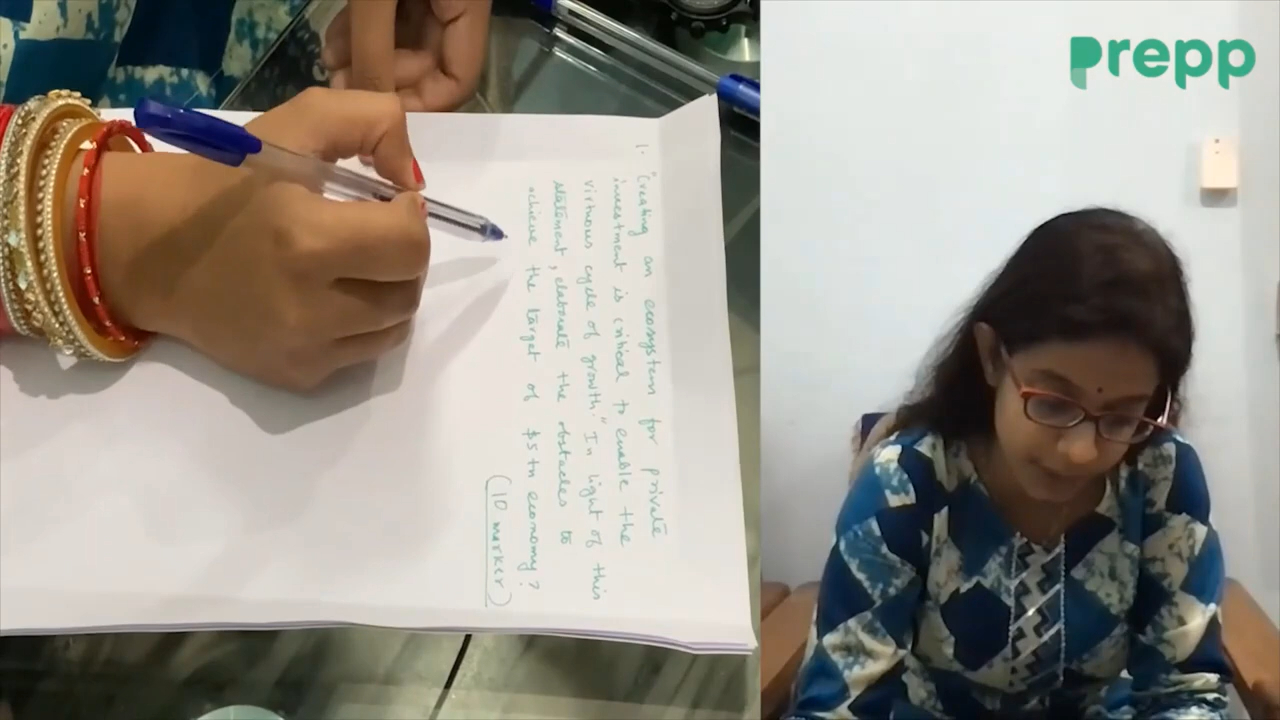 prepp
1. "Creating an ecosystem for private
investment is critical to enable the
virtuous cycle of growth." In light of this
statement, elaborate the obstacles to
achieve the target of $5 tn economy?
(10 marker)